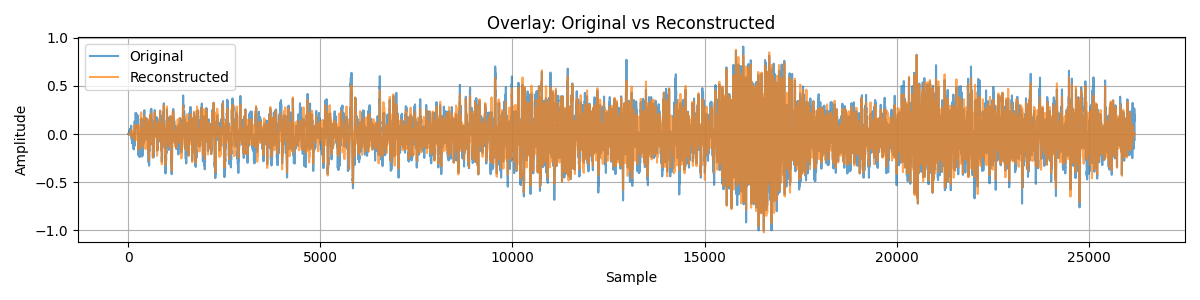 Overlay: Original vs Reconstructed
Original
Reconstructed
Amplitude
1.0
0.5
0.0
−0.5
−1.0
0 5000 10000 15000 20000 25000
Sample